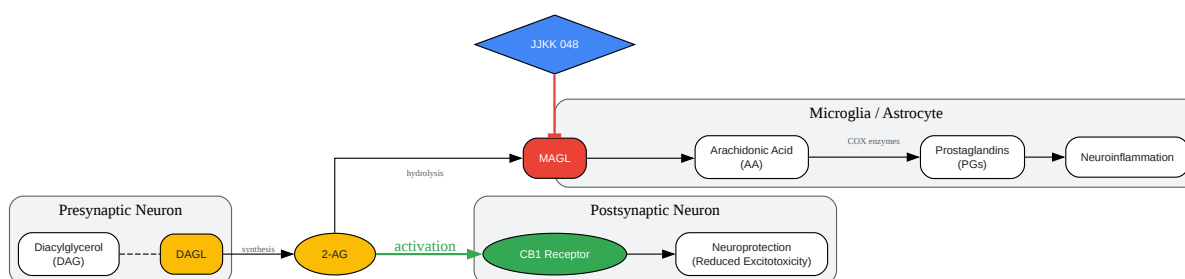 JJKK 048
Microglia / Astrocyte
MAGL
Arachidonic Acid
(AA)
COX enzymes
Prostaglandins
(PGs)
Neuroinflammation
hydrolysis
Presynaptic Neuron
Postsynaptic Neuron
Diacylglycerol
(DAG)
DAGL
synthesis
2-AG
activation
CB1 Receptor
Neuroprotection
(Reduced Excitotoxicity)